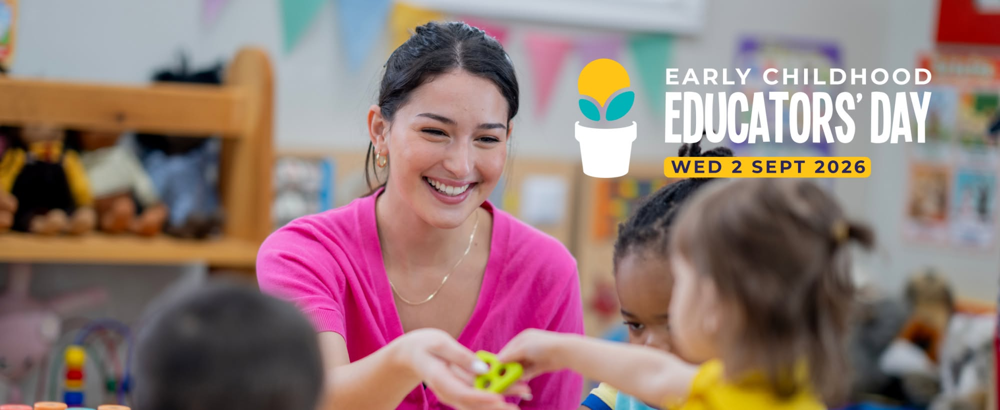 EARLY CHILDHOOD
EDUCATORS' DAY
WED 2 SEPT 2026